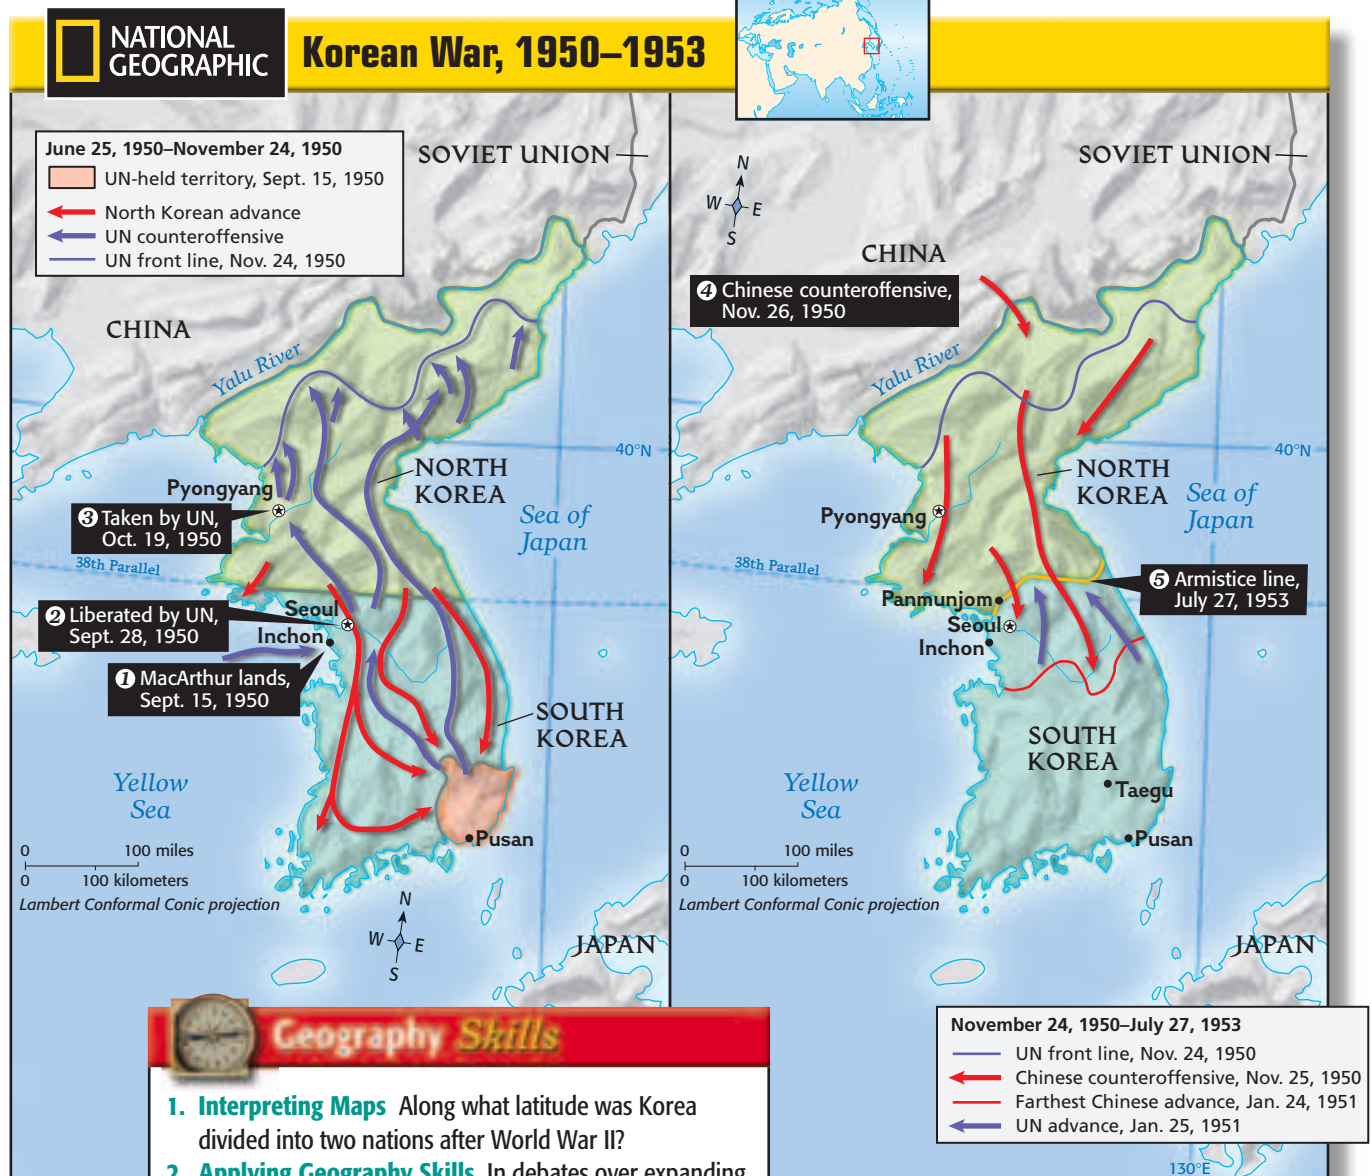 NATIONAL
GEOGRAPHIC
Korean War, 1950–1953
June 25, 1950–November 24, 1950
UN-held territory, Sept. 15, 1950
North Korean advance
UN counteroffensive
UN front line, Nov. 24, 1950
SOVIET UNION
CHINA
Yalu River
40°N
NORTH
KOREA
Pyongyang
3 Taken by UN,
Oct. 19, 1950
Sea of
Japan
38th Parallel
2 Liberated by UN,
Sept. 28, 1950
Seoul
Inchon
1 MacArthur lands,
Sept. 15, 1950
SOUTH
KOREA
Yellow
Sea
Pusan
0 100 miles
0 100 kilometers
Lambert Conformal Conic projection
N
W E
S
JAPAN
N
W E
S
SOVIET UNION
CHINA
4 Chinese counteroffensive,
Nov. 26, 1950
Yalu River
40°N
NORTH
KOREA
Sea of
Japan
Pyongyang
38th Parallel
5 Armistice line,
July 27, 1953
Panmunjom
Seoul
Inchon
SOUTH
KOREA
Taegu
Yellow
Sea
Pusan
0 100 miles
0 100 kilometers
Lambert Conformal Conic projection
JAPAN
November 24, 1950–July 27, 1953
UN front line, Nov. 24, 1950
Chinese counteroffensive, Nov. 25, 1950
Farthest Chinese advance, Jan. 24, 1951
UN advance, Jan. 25, 1951
130°E
Geography Skills
1. Interpreting Maps Along what latitude was Korea
divided into two nations after World War II?
2. Applying Geography Skills In debates over expanding